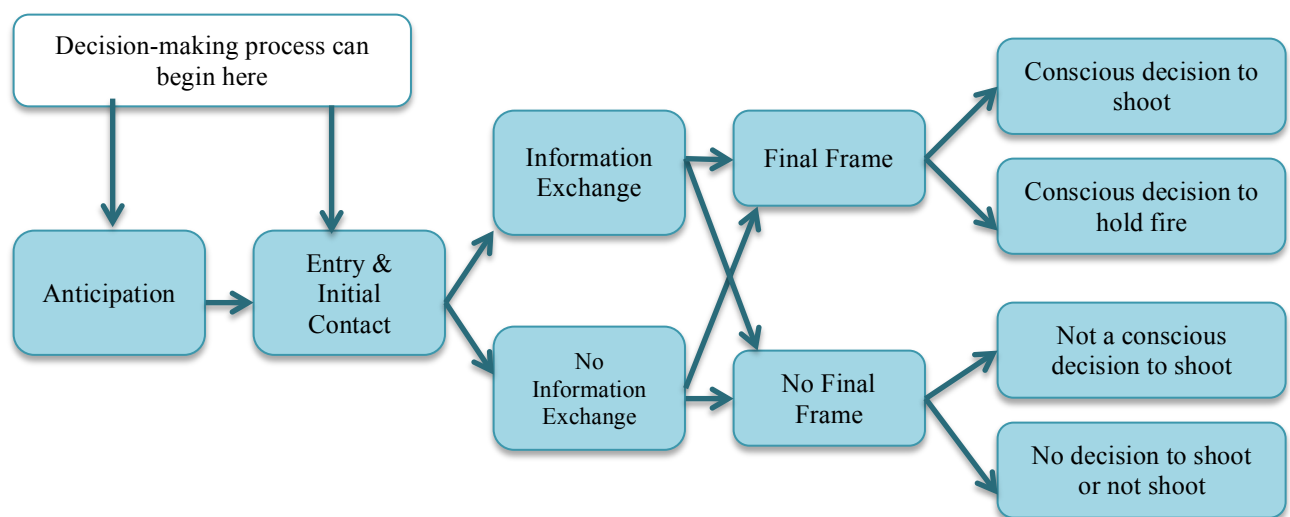 Decision-making process can
begin here
Anticipation
Entry &
Initial
Contact
Information
Exchange
No
Information
Exchange
Final Frame
No Final
Frame
Conscious decision to
shoot
Conscious decision to
hold fire
Not a conscious
decision to shoot
No decision to shoot
or not shoot